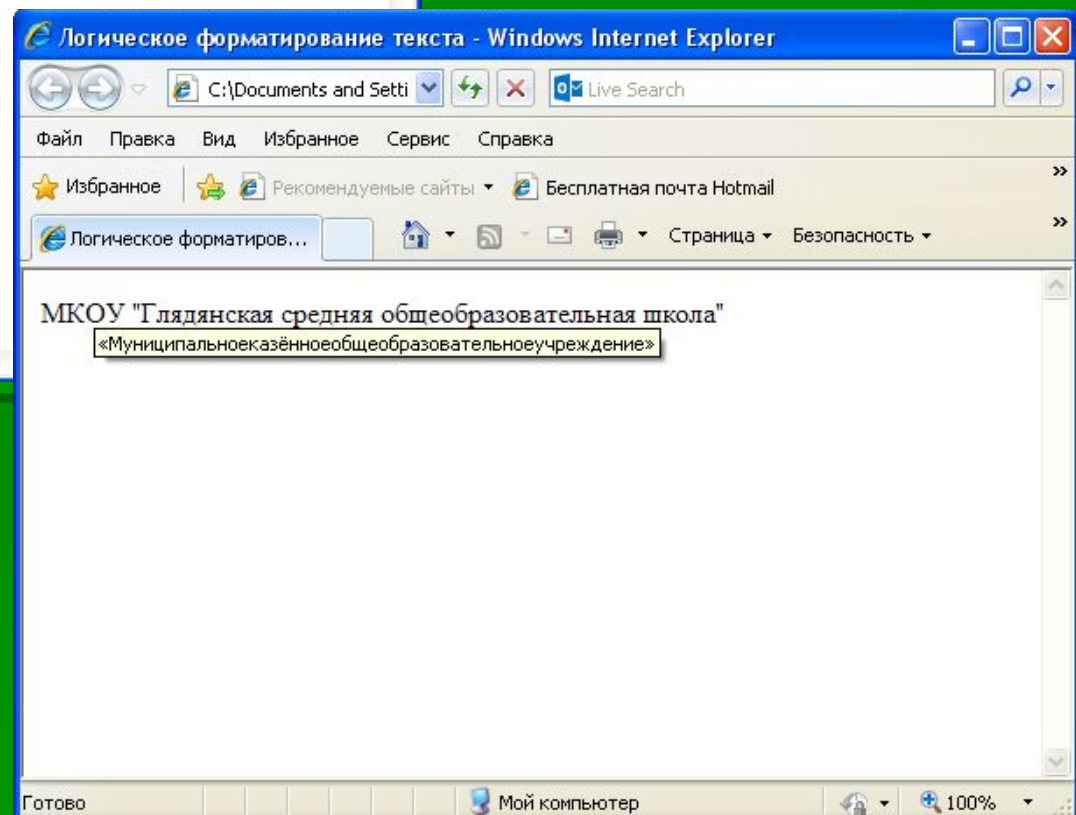 Логическое форматирование текста - Windows Internet Explorer
C:\Documents and Setti
Live Search
Файл Правка Вид Избранное Сервис Справка
Избранное Рекомендуемые сайты Бесплатная почта Hotmail »
Логическое форматиров... Страница Безопасность »
МКОУ "Глядянская средняя общеобразовательная школа"
«Муниципальноеказённоеобщеобразовательноеучреждение»
Готово Мой компьютер 100%